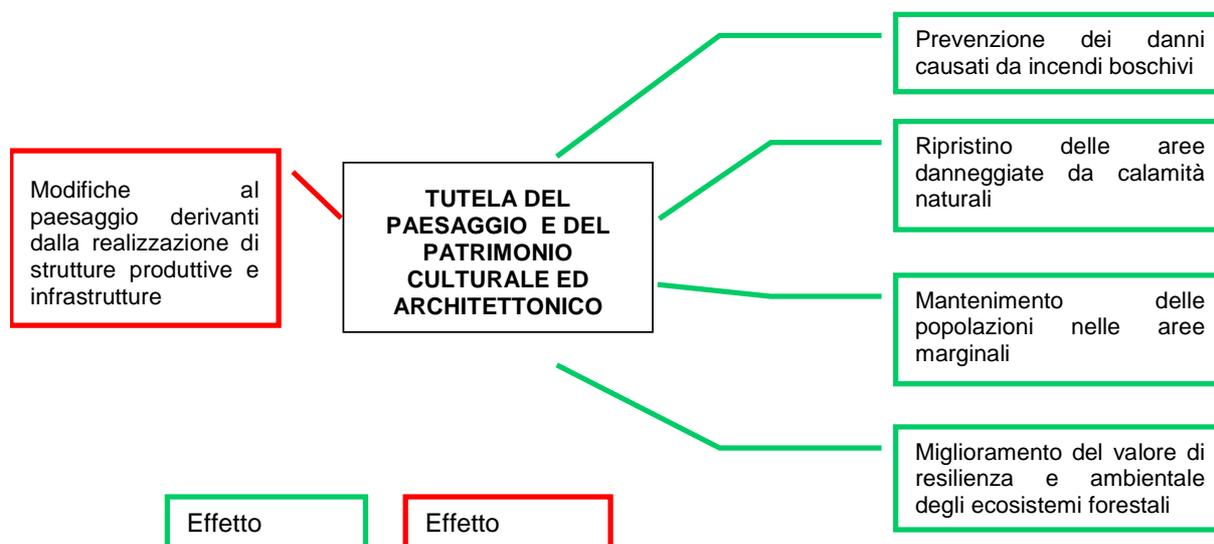 Prevenzione dei danni
causati da incendi boschivi
Ripristino delle aree
danneggiate da calamità
naturali
Modifiche al
paesaggio derivanti
dalla realizzazione di
strutture produttive e
infrastrutture
TUTELA DEL
PAESAGGIO E DEL
PATRIMONIO
CULTURALE ED
ARCHITETTONICO
Mantenimento delle
popolazioni nelle aree
marginali
Miglioramento del valore di
resilienza e ambientale
degli ecosistemi forestali
Effetto
Effetto